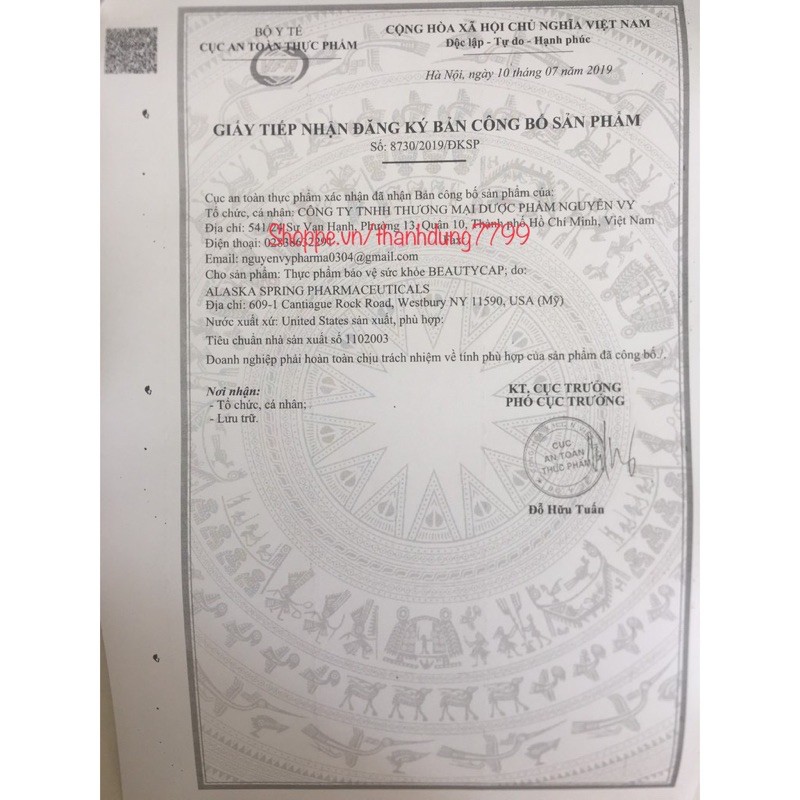 BỘ Y TẾ
CỤC AN TOÀN THỰC PHẨM
CỘNG HÒA XÃ HỘI CHỦ NGHĨA VIỆT NAM
Độc lập - Tự do - Hạnh phúc
Hà Nội, ngày 10 tháng 07 năm 2019
GIẤY TIẾP NHẬN ĐĂNG KÝ BẢN CÔNG BỐ SẢN PHẨM
Số: 8730/2019/ĐKSP
Cục an toàn thực phẩm xác nhận đã nhận Bản công bố sản phẩm của:
Tổ chức, cá nhân: CÔNG TY TNHH THƯƠNG MẠI DƯỢC PHẨM NGUYÊN VY
Địa chỉ: Sư Vạn Hạnh, Phường 13, Quận 10, Thành phố Hồ Chí Minh, Việt Nam
Shoppe.vn/thanhdung7799
Điện thoại: Fax:
Email: nguyenvypharma0304@gmail.com
Cho sản phẩm: Thực phẩm bảo vệ sức khỏe BEAUTYCAP; do:
ALASKA SPRING PHARMACEUTICALS
Địa chỉ: 609-1 Cantiague Rock Road, Westbury NY 11590, USA (Mỹ)
Nước xuất xứ: United States sản xuất, phù hợp:
Tiêu chuẩn nhà sản xuất số 1102003
Doanh nghiệp phải hoàn toàn chịu trách nhiệm về tính phù hợp của sản phẩm đã công bố./.
Nơi nhận:
- Tổ chức, cá nhân;
- Lưu trữ.
KT. CỤC TRƯỞNG
PHÓ CỤC TRƯỞNG
CỤC
AN TOÀN
THỰC PHẨM
Đỗ Hữu Tuấn